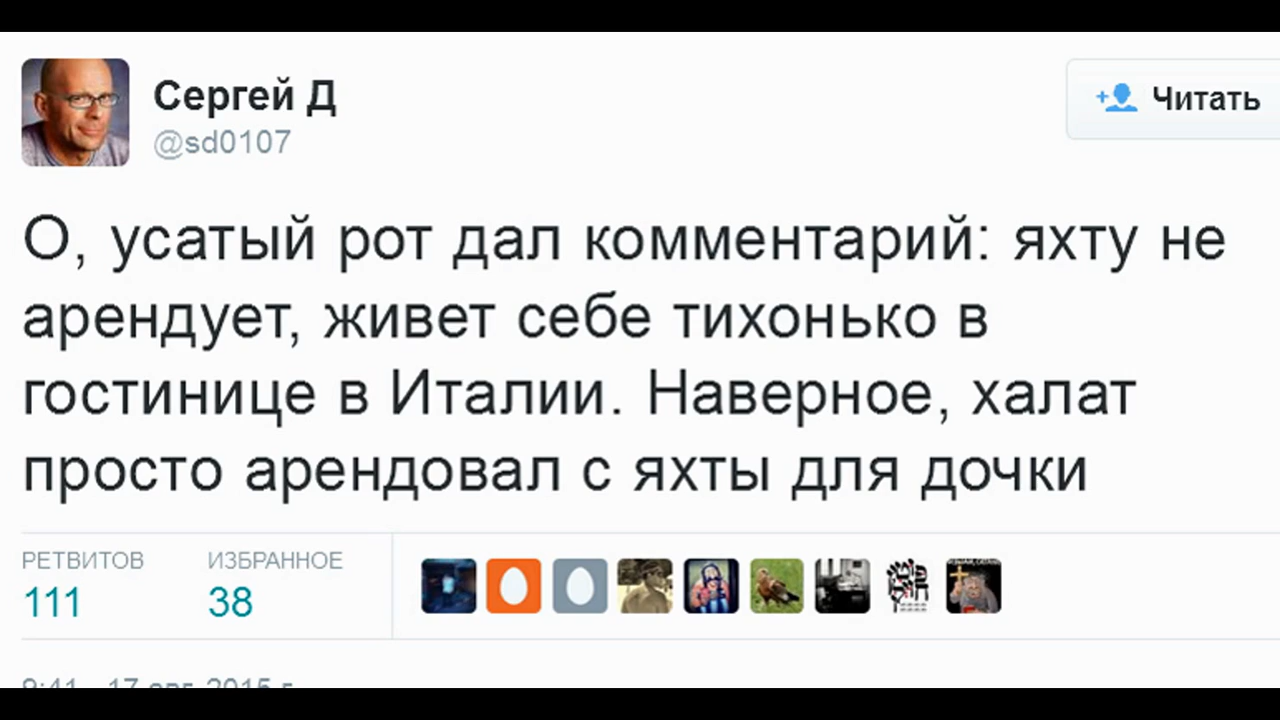 Сергей Д
@sd0107
Читать
О, усатый рот дал комментарий: яхту не
арендует, живет себе тихонько в
гостинице в Италии. Наверное, халат
просто арендовал с яхты для дочки
РЕТВИТОВ
ИЗБРАННОЕ
111
38
9:41 - 17 авг. 2015 г.